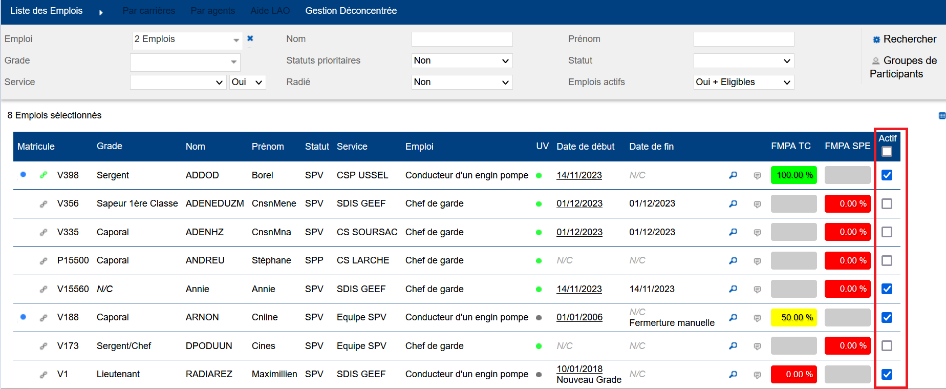 Liste des Emplois Par carrières Par agents Aide LAO Gestion Déconcentrée
Emploi 2 Emplois Nom Prénom Rechercher
Grade Statuts prioritaires Non Statut Groupes de
Participants
Service Oui Radié Non Emplois actifs Oui + Eligibles
8 Emplois sélectionnés
Matricule Grade Nom Prénom Statut Service Emploi UV Date de début Date de fin FMPA TC FMPA SPE Actif
V398 Sergent ADDOD Borel SPV CSP USSEL Conducteur d'un engin pompe 14/11/2023 N/C 100.00 %
V356 Sapeur 1ère Classe ADENEDUZM CnsnMene SPV SDIS GEEF Chef de garde 01/12/2023 01/12/2023 0.00 %
V335 Caporal ADENHZ CnsnMna SPV CS SOURSAC Chef de garde 01/12/2023 01/12/2023 0.00 %
P15500 Caporal ANDREU Stéphane SPP CS LARCHE Chef de garde N/C N/C 0.00 %
V15560 N/C Annie Annie SPV SDIS GEEF Chef de garde 14/11/2023 14/11/2023 0.00 %
V188 Caporal ARNON Cnline SPV Equipe SPV Conducteur d'un engin pompe 01/01/2006 N/C 50.00 %
Fermerture manuelle
V173 Sergent/Chef DPODUUN Cines SPV Equipe SPV Chef de garde N/C N/C 0.00 %
V1 Lieutenant RADIAREZ Maximillien SPV SDIS GEEF Conducteur d'un engin pompe 10/01/2018 N/C 0.00 %
Nouveau Grade